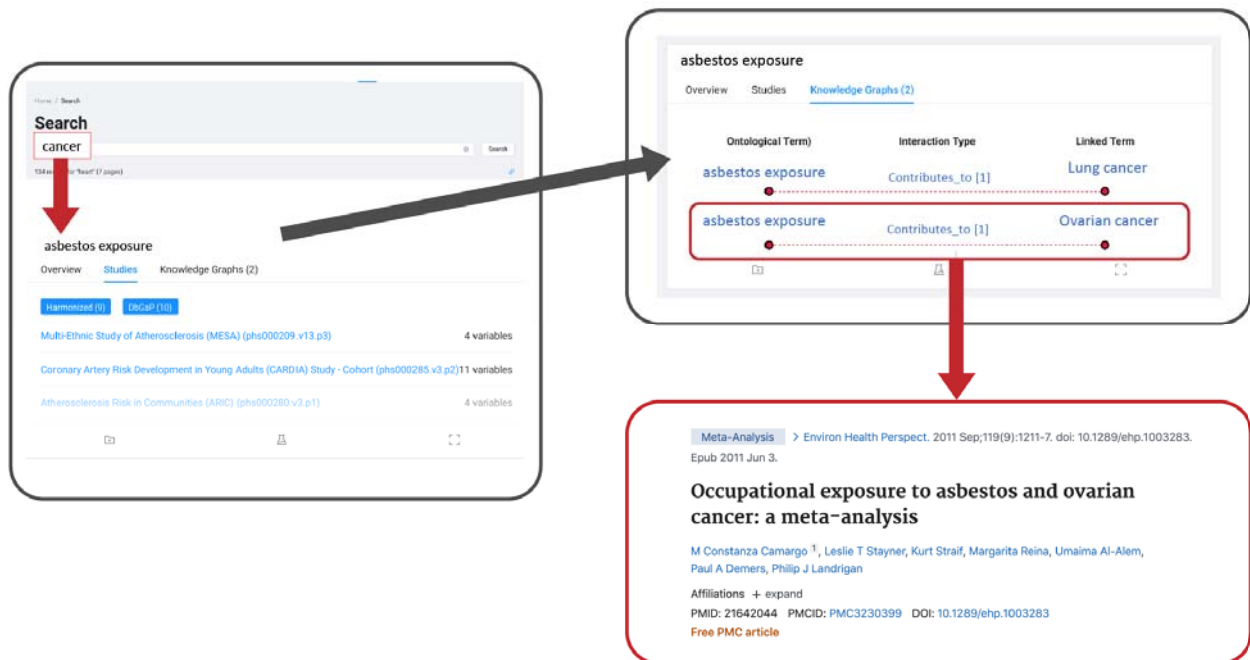 Home / Search
Search
cancer
Search
134 re for "heart" (7 pages)
asbestos exposure
Overview Studies Knowledge Graphs (2)
Harmonized (9) DbGaP (10)
Multi-Ethnic Study of Atherosclerosis (MESA) (phs000209.v13.p3) 4 variables
Coronary Artery Risk Development in Young Adults (CARDIA) Study - Cohort (phs000285.v3.p2) 11 variables
Atherosclerosis Risk in Communities (ARIC) (phs000280.v3.p1) 4 variables
asbestos exposure
Overview Studies Knowledge Graphs (2)
Ontological Term) Interaction Type Linked Term
asbestos exposure Contributes_to [1] Lung cancer
asbestos exposure Contributes_to [1] Ovarian cancer
Meta-Analysis > Environ Health Perspect. 2011 Sep;119(9):1211-7. doi: 10.1289/ehp.1003283.
Epub 2011 Jun 3.
Occupational exposure to asbestos and ovarian
cancer: a meta-analysis
M Constanza Camargo 1, Leslie T Stayner, Kurt Straif, Margarita Reina, Umaima Al-Alem,
Paul A Demers, Philip J Landrigan
Affiliations + expand
PMID: 21642044 PMCID: PMC3230399 DOI: 10.1289/ehp.1003283
Free PMC article